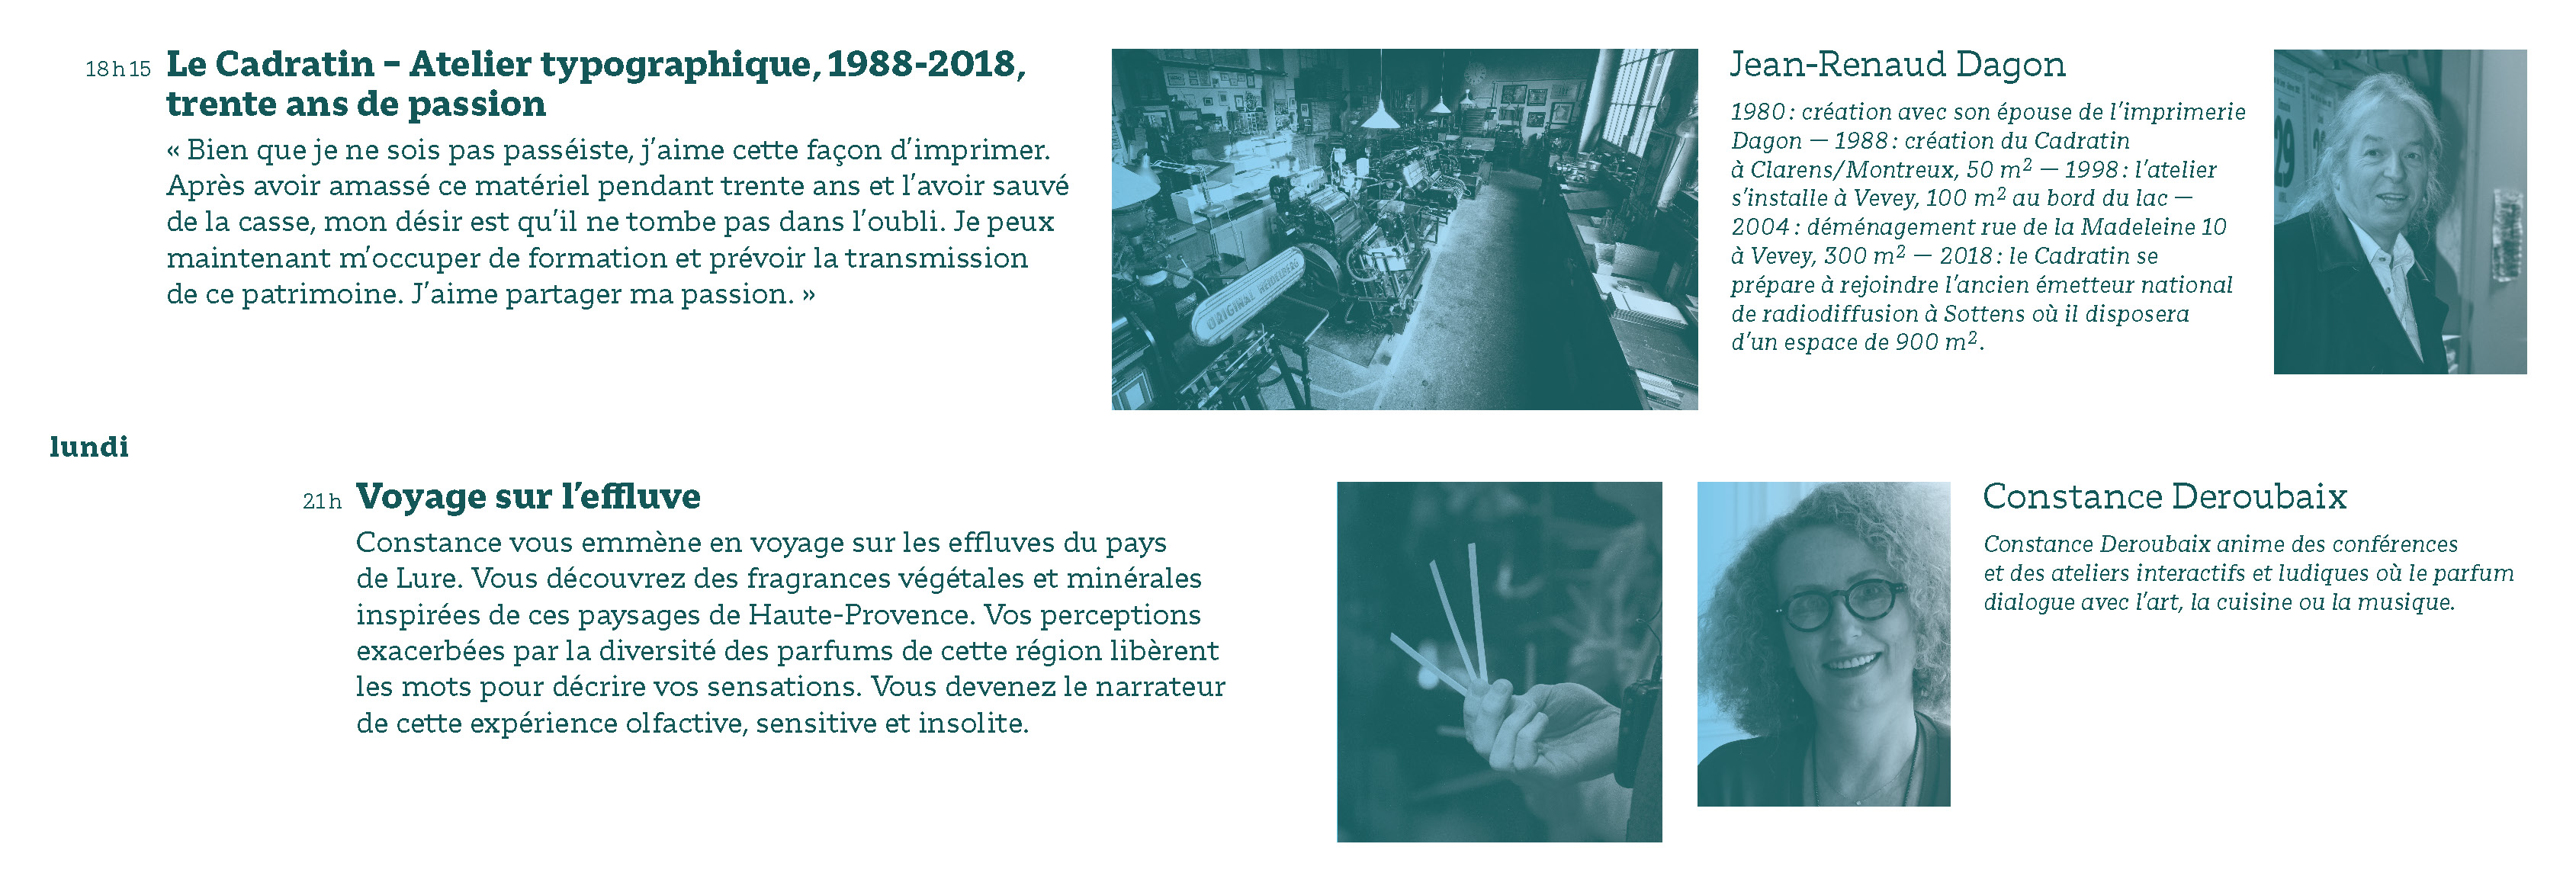 18h15 Le Cadratin – Atelier typographique, 1988-2018,
trente ans de passion
« Bien que je ne sois pas passéiste, j’aime cette façon d’imprimer.
Après avoir amassé ce matériel pendant trente ans et l’avoir sauvé
de la casse, mon désir est qu’il ne tombe pas dans l’oubli. Je peux
maintenant m’occuper de formation et prévoir la transmission
de ce patrimoine. J’aime partager ma passion. »
ORIGINAL HEIDELBERG
Jean-Renaud Dagon
1980 : création avec son épouse de l’imprimerie
Dagon — 1988 : création du Cadratin
à Clarens/Montreux, 50 m² — 1998 : l’atelier
s’installe à Vevey, 100 m² au bord du lac —
2004 : déménagement rue de la Madeleine 10
à Vevey, 300 m² — 2018 : le Cadratin se
prépare à rejoindre l’ancien émetteur national
de radiodiffusion à Sottens où il disposera
d’un espace de 900 m².
29
lundi
21h Voyage sur l’effluve
Constance vous emmène en voyage sur les effluves du pays
de Lure. Vous découvrez des fragrances végétales et minérales
inspirées de ces paysages de Haute-Provence. Vos perceptions
exacerbées par la diversité des parfums de cette région libèrent
les mots pour décrire vos sensations. Vous devenez le narrateur
de cette expérience olfactive, sensitive et insolite.
Constance Deroubaix
Constance Deroubaix anime des conférences
et des ateliers interactifs et ludiques où le parfum
dialogue avec l’art, la cuisine ou la musique.